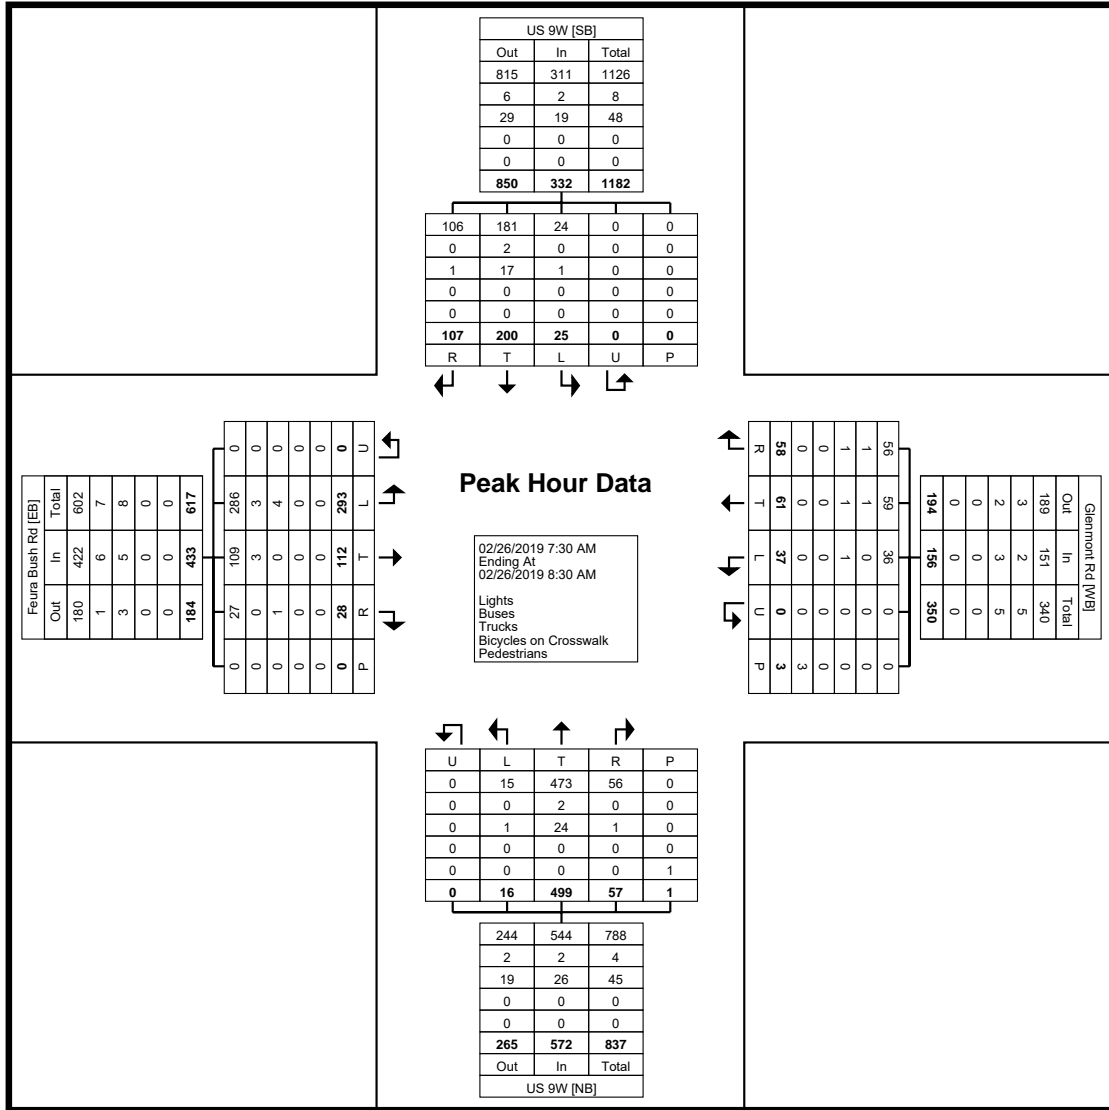 US 9W [SB]
Out In Total
815 311 1126
6 2 8
29 19 48
0 0 0
0 0 0
850 332 1182
106 181 24 0 0
0 2 0 0 0
1 17 1 0 0
0 0 0 0 0
0 0 0 0 0
107 200 25 0 0
R T L U P
Feura Bush Rd [EB]
Total In Out
602 422 180
7 6 1
8 5 3
0 0 0
0 0 0
617 433 184
0 286 109 27 0
0 3 3 0 0
0 4 0 1 0
0 0 0 0 0
0 0 0 0 0
0 293 112 28 0
U L T R P
Peak Hour Data
02/26/2019 7:30 AM
Ending At
02/26/2019 8:30 AM
Lights
Buses
Trucks
Bicycles on Crosswalk
Pedestrians
Glenmont Rd [WB]
Out In Total
189 151 340
3 2 5
2 3 5
0 0 0
0 0 0
194 156 350
56 59 36 0 0
1 1 0 0 0
1 1 1 0 0
0 0 0 0 0
0 0 0 0 3
58 61 37 0 3
R T L U P
U L T R P
0 15 473 56 0
0 0 2 0 0
0 1 24 1 0
0 0 0 0 0
0 0 0 0 1
0 16 499 57 1
244 544 788
2 2 4
19 26 45
0 0 0
0 0 0
265 572 837
Out In Total
US 9W [NB]